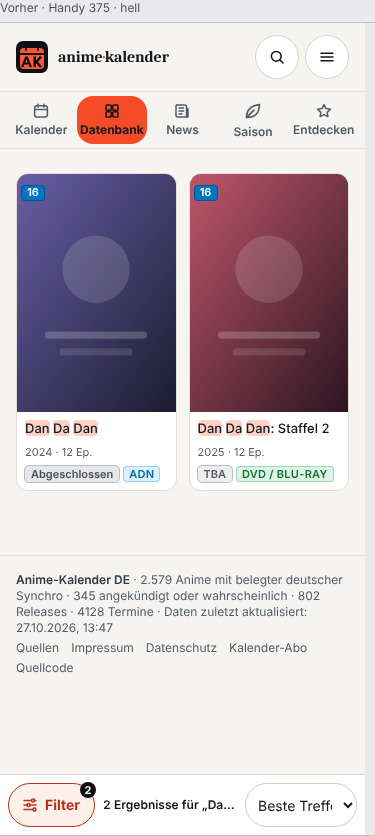 Vorher · Handy 375 · hell
AK anime·kalender
Kalender Datenbank News Saison Entdecken
16 16
Dan Da Dan
2024 · 12 Ep.
Abgeschlossen ADN
Dan Da Dan: Staffel 2
2025 · 12 Ep.
TBA DVD / BLU-RAY
Anime-Kalender DE · 2.579 Anime mit belegter deutscher
Synchro · 345 angekündigt oder wahrscheinlich · 802
Releases · 4128 Termine · Daten zuletzt aktualisiert:
27.10.2026, 13:47
Quellen Impressum Datenschutz Kalender-Abo
Quellcode
Filter 2 2 Ergebnisse für „Da… Beste Treffe